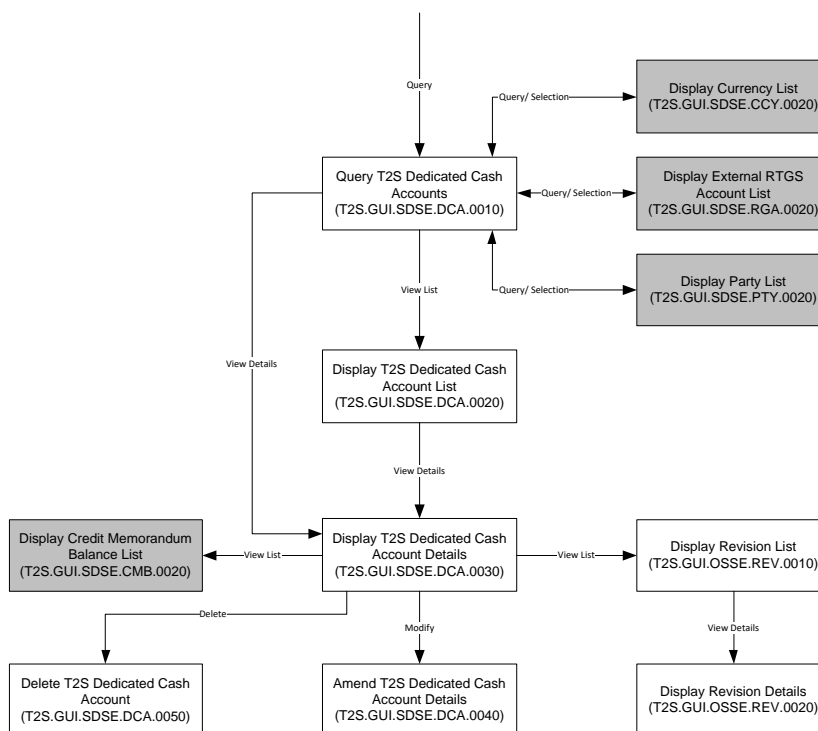 Query
Display Currency List
(T2S.GUI.SDSE.CCY.0020)
Query/ Selection
Query T2S Dedicated Cash
Accounts
(T2S.GUI.SDSE.DCA.0010)
Query/ Selection
Display External RTGS
Account List
(T2S.GUI.SDSE.RGA.0020)
View List
Query/ Selection
Display Party List
(T2S.GUI.SDSE.PTY.0020)
View Details
Display T2S Dedicated Cash
Account List
(T2S.GUI.SDSE.DCA.0020)
View Details
Display Credit Memorandum
Balance List
(T2S.GUI.SDSE.CMB.0020)
View List
Display T2S Dedicated Cash
Account Details
(T2S.GUI.SDSE.DCA.0030)
View List
Display Revision List
(T2S.GUI.OSSE.REV.0010)
Delete
Modify
View Details
Delete T2S Dedicated Cash
Account
(T2S.GUI.SDSE.DCA.0050)
Amend T2S Dedicated Cash
Account Details
(T2S.GUI.SDSE.DCA.0040)
Display Revision Details
(T2S.GUI.OSSE.REV.0020)